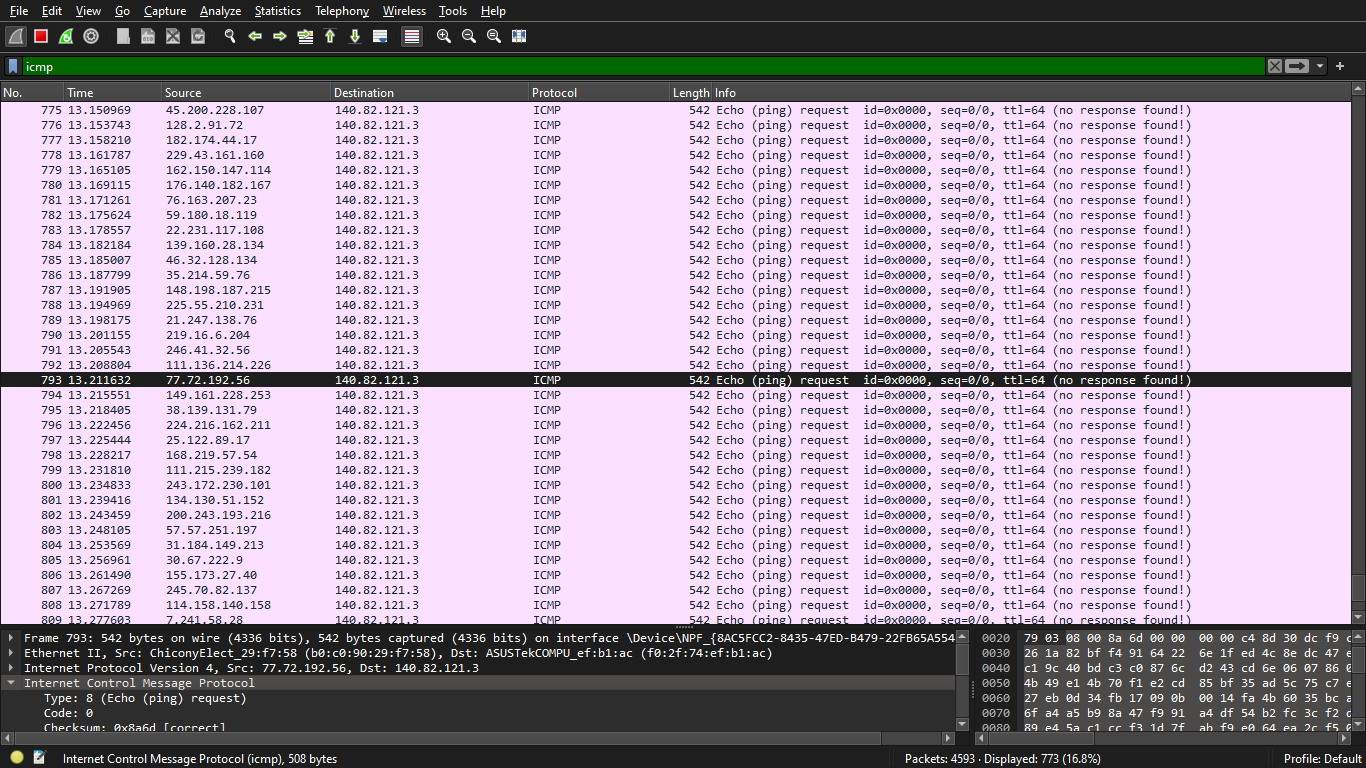 File Edit View Go Capture Analyze Statistics Telephony Wireless Tools Help
icmp
No. Time Source Destination Protocol Length Info
775 13.150969 45.200.228.107 140.82.121.3 ICMP 542 Echo (ping) request id=0x0000, seq=0/0, ttl=64 (no response found!)
776 13.153743 128.2.91.72 140.82.121.3 ICMP 542 Echo (ping) request id=0x0000, seq=0/0, ttl=64 (no response found!)
777 13.158210 182.174.44.17 140.82.121.3 ICMP 542 Echo (ping) request id=0x0000, seq=0/0, ttl=64 (no response found!)
778 13.161787 229.43.161.160 140.82.121.3 ICMP 542 Echo (ping) request id=0x0000, seq=0/0, ttl=64 (no response found!)
779 13.165105 162.150.147.114 140.82.121.3 ICMP 542 Echo (ping) request id=0x0000, seq=0/0, ttl=64 (no response found!)
780 13.169115 176.140.182.167 140.82.121.3 ICMP 542 Echo (ping) request id=0x0000, seq=0/0, ttl=64 (no response found!)
781 13.171261 76.163.207.23 140.82.121.3 ICMP 542 Echo (ping) request id=0x0000, seq=0/0, ttl=64 (no response found!)
782 13.175624 59.180.18.119 140.82.121.3 ICMP 542 Echo (ping) request id=0x0000, seq=0/0, ttl=64 (no response found!)
783 13.178557 22.231.117.108 140.82.121.3 ICMP 542 Echo (ping) request id=0x0000, seq=0/0, ttl=64 (no response found!)
784 13.182184 139.160.28.134 140.82.121.3 ICMP 542 Echo (ping) request id=0x0000, seq=0/0, ttl=64 (no response found!)
785 13.185007 46.32.128.134 140.82.121.3 ICMP 542 Echo (ping) request id=0x0000, seq=0/0, ttl=64 (no response found!)
786 13.187799 35.214.59.76 140.82.121.3 ICMP 542 Echo (ping) request id=0x0000, seq=0/0, ttl=64 (no response found!)
787 13.191905 148.198.187.215 140.82.121.3 ICMP 542 Echo (ping) request id=0x0000, seq=0/0, ttl=64 (no response found!)
788 13.194969 225.55.210.231 140.82.121.3 ICMP 542 Echo (ping) request id=0x0000, seq=0/0, ttl=64 (no response found!)
789 13.198175 21.247.138.76 140.82.121.3 ICMP 542 Echo (ping) request id=0x0000, seq=0/0, ttl=64 (no response found!)
790 13.201155 219.16.6.204 140.82.121.3 ICMP 542 Echo (ping) request id=0x0000, seq=0/0, ttl=64 (no response found!)
791 13.205543 246.41.32.56 140.82.121.3 ICMP 542 Echo (ping) request id=0x0000, seq=0/0, ttl=64 (no response found!)
792 13.208804 111.136.214.226 140.82.121.3 ICMP 542 Echo (ping) request id=0x0000, seq=0/0, ttl=64 (no response found!)
793 13.211632 77.72.192.56 140.82.121.3 ICMP 542 Echo (ping) request id=0x0000, seq=0/0, ttl=64 (no response found!)
794 13.215551 149.161.228.253 140.82.121.3 ICMP 542 Echo (ping) request id=0x0000, seq=0/0, ttl=64 (no response found!)
795 13.218405 38.139.131.79 140.82.121.3 ICMP 542 Echo (ping) request id=0x0000, seq=0/0, ttl=64 (no response found!)
796 13.222456 224.216.162.211 140.82.121.3 ICMP 542 Echo (ping) request id=0x0000, seq=0/0, ttl=64 (no response found!)
797 13.225444 25.122.89.17 140.82.121.3 ICMP 542 Echo (ping) request id=0x0000, seq=0/0, ttl=64 (no response found!)
798 13.228217 168.219.57.54 140.82.121.3 ICMP 542 Echo (ping) request id=0x0000, seq=0/0, ttl=64 (no response found!)
799 13.231810 111.215.239.182 140.82.121.3 ICMP 542 Echo (ping) request id=0x0000, seq=0/0, ttl=64 (no response found!)
800 13.234833 243.172.230.101 140.82.121.3 ICMP 542 Echo (ping) request id=0x0000, seq=0/0, ttl=64 (no response found!)
801 13.239416 134.130.51.152 140.82.121.3 ICMP 542 Echo (ping) request id=0x0000, seq=0/0, ttl=64 (no response found!)
802 13.243459 200.243.193.216 140.82.121.3 ICMP 542 Echo (ping) request id=0x0000, seq=0/0, ttl=64 (no response found!)
803 13.248105 57.57.251.197 140.82.121.3 ICMP 542 Echo (ping) request id=0x0000, seq=0/0, ttl=64 (no response found!)
804 13.253569 31.184.149.213 140.82.121.3 ICMP 542 Echo (ping) request id=0x0000, seq=0/0, ttl=64 (no response found!)
805 13.256961 30.67.222.9 140.82.121.3 ICMP 542 Echo (ping) request id=0x0000, seq=0/0, ttl=64 (no response found!)
806 13.261490 155.173.27.40 140.82.121.3 ICMP 542 Echo (ping) request id=0x0000, seq=0/0, ttl=64 (no response found!)
807 13.267269 245.70.82.137 140.82.121.3 ICMP 542 Echo (ping) request id=0x0000, seq=0/0, ttl=64 (no response found!)
808 13.271789 114.158.140.158 140.82.121.3 ICMP 542 Echo (ping) request id=0x0000, seq=0/0, ttl=64 (no response found!)
809 13.277603 7.241.58.28 140.82.121.3 ICMP 542 Echo (ping) request id=0x0000, seq=0/0, ttl=64 (no response found!)
Frame 793: 542 bytes on wire (4336 bits), 542 bytes captured (4336 bits) on interface \Device\NPF_{8AC5FCC2-8435-47ED-B479-22FB65A554
Ethernet II, Src: ChiconyElect_29:f7:58 (b0:c0:90:29:f7:58), Dst: ASUSTekCOMPU_ef:b1:ac (f0:2f:74:ef:b1:ac)
Internet Protocol Version 4, Src: 77.72.192.56, Dst: 140.82.121.3
Internet Control Message Protocol
Type: 8 (Echo (ping) request)
Code: 0
Checksum: 0x8a6d [correct]
0020 79 03 08 00 8a 6d 00 00 00 00 c4 8d 30 dc f9
0030 26 1a 82 bf f4 91 64 22 6e 1f ed 4c 8e dc 47
0040 c1 9c 40 bd c3 c0 87 6c d2 43 cd 6e 06 07 86
0050 4b 49 e1 4b 70 f1 e2 cd 85 bf 35 ad 5c 75 c7
0060 27 eb 0d 34 fb 17 09 0b 00 14 fa 4b 60 35 bc
0070 6f a4 a5 b9 8a 47 f9 91 a4 df 54 b2 fc 3c f2
0080 89 e4 5a c1 cc f3 1d 7f ab f9 e0 64 ea 2c f5
Internet Control Message Protocol (icmp), 508 bytes
Packets: 4593 · Displayed: 773 (16.8%)
Profile: Default